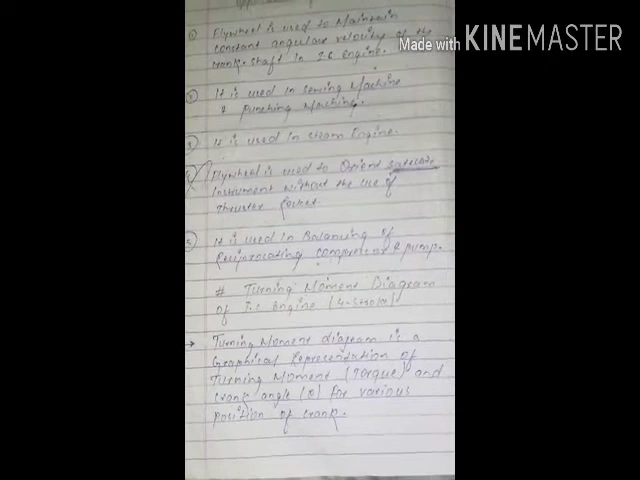 ① Flywheel is used to Maintain
constant angular velocity of the
crank-shaft in I.C Engine.
Made with KINEMASTER
② It is used in sewing Machine
& punching Machine.
③ It is used in steam Engine.
④ Flywheel is used to Orient satellite
Instrument without the use of
thruster rocket
⑤ It is used in Balancing of
Reciprocating compressor & pump.
# Turning Moment Diagram
of I.C engine (4-stroke)
→ Turning Moment diagram is a
Graphical Representation of
Turning Moment (Torque) and
crank angle (θ) for various
position of crank.